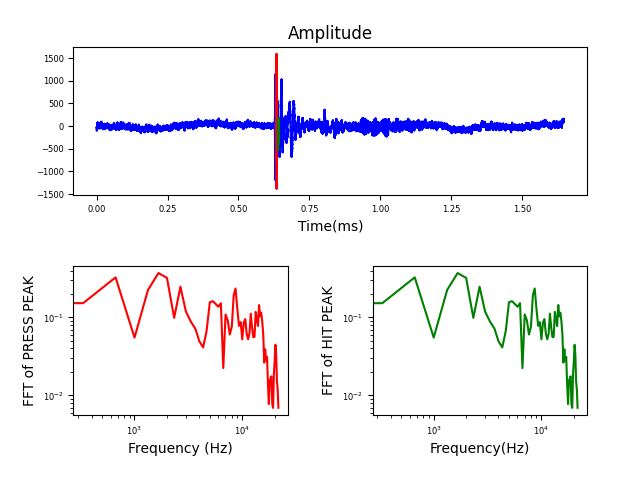 Amplitude
1500
1000
500
0
−500
−1000
−1500
0.00 0.25 0.50 0.75 1.00 1.25 1.50
Time(ms)
FFT of PRESS PEAK
10⁻¹
10⁻²
10³ 10⁴
Frequency (Hz)
FFT of HIT PEAK
10⁻¹
10⁻²
10³ 10⁴
Frequency(Hz)